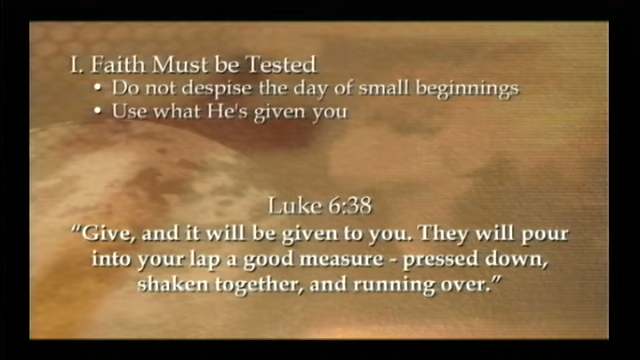 I. Faith Must be Tested
• Do not despise the day of small beginnings
• Use what He's given you
Luke 6:38
“Give, and it will be given to you. They will pour
into your lap a good measure - pressed down,
shaken together, and running over.”